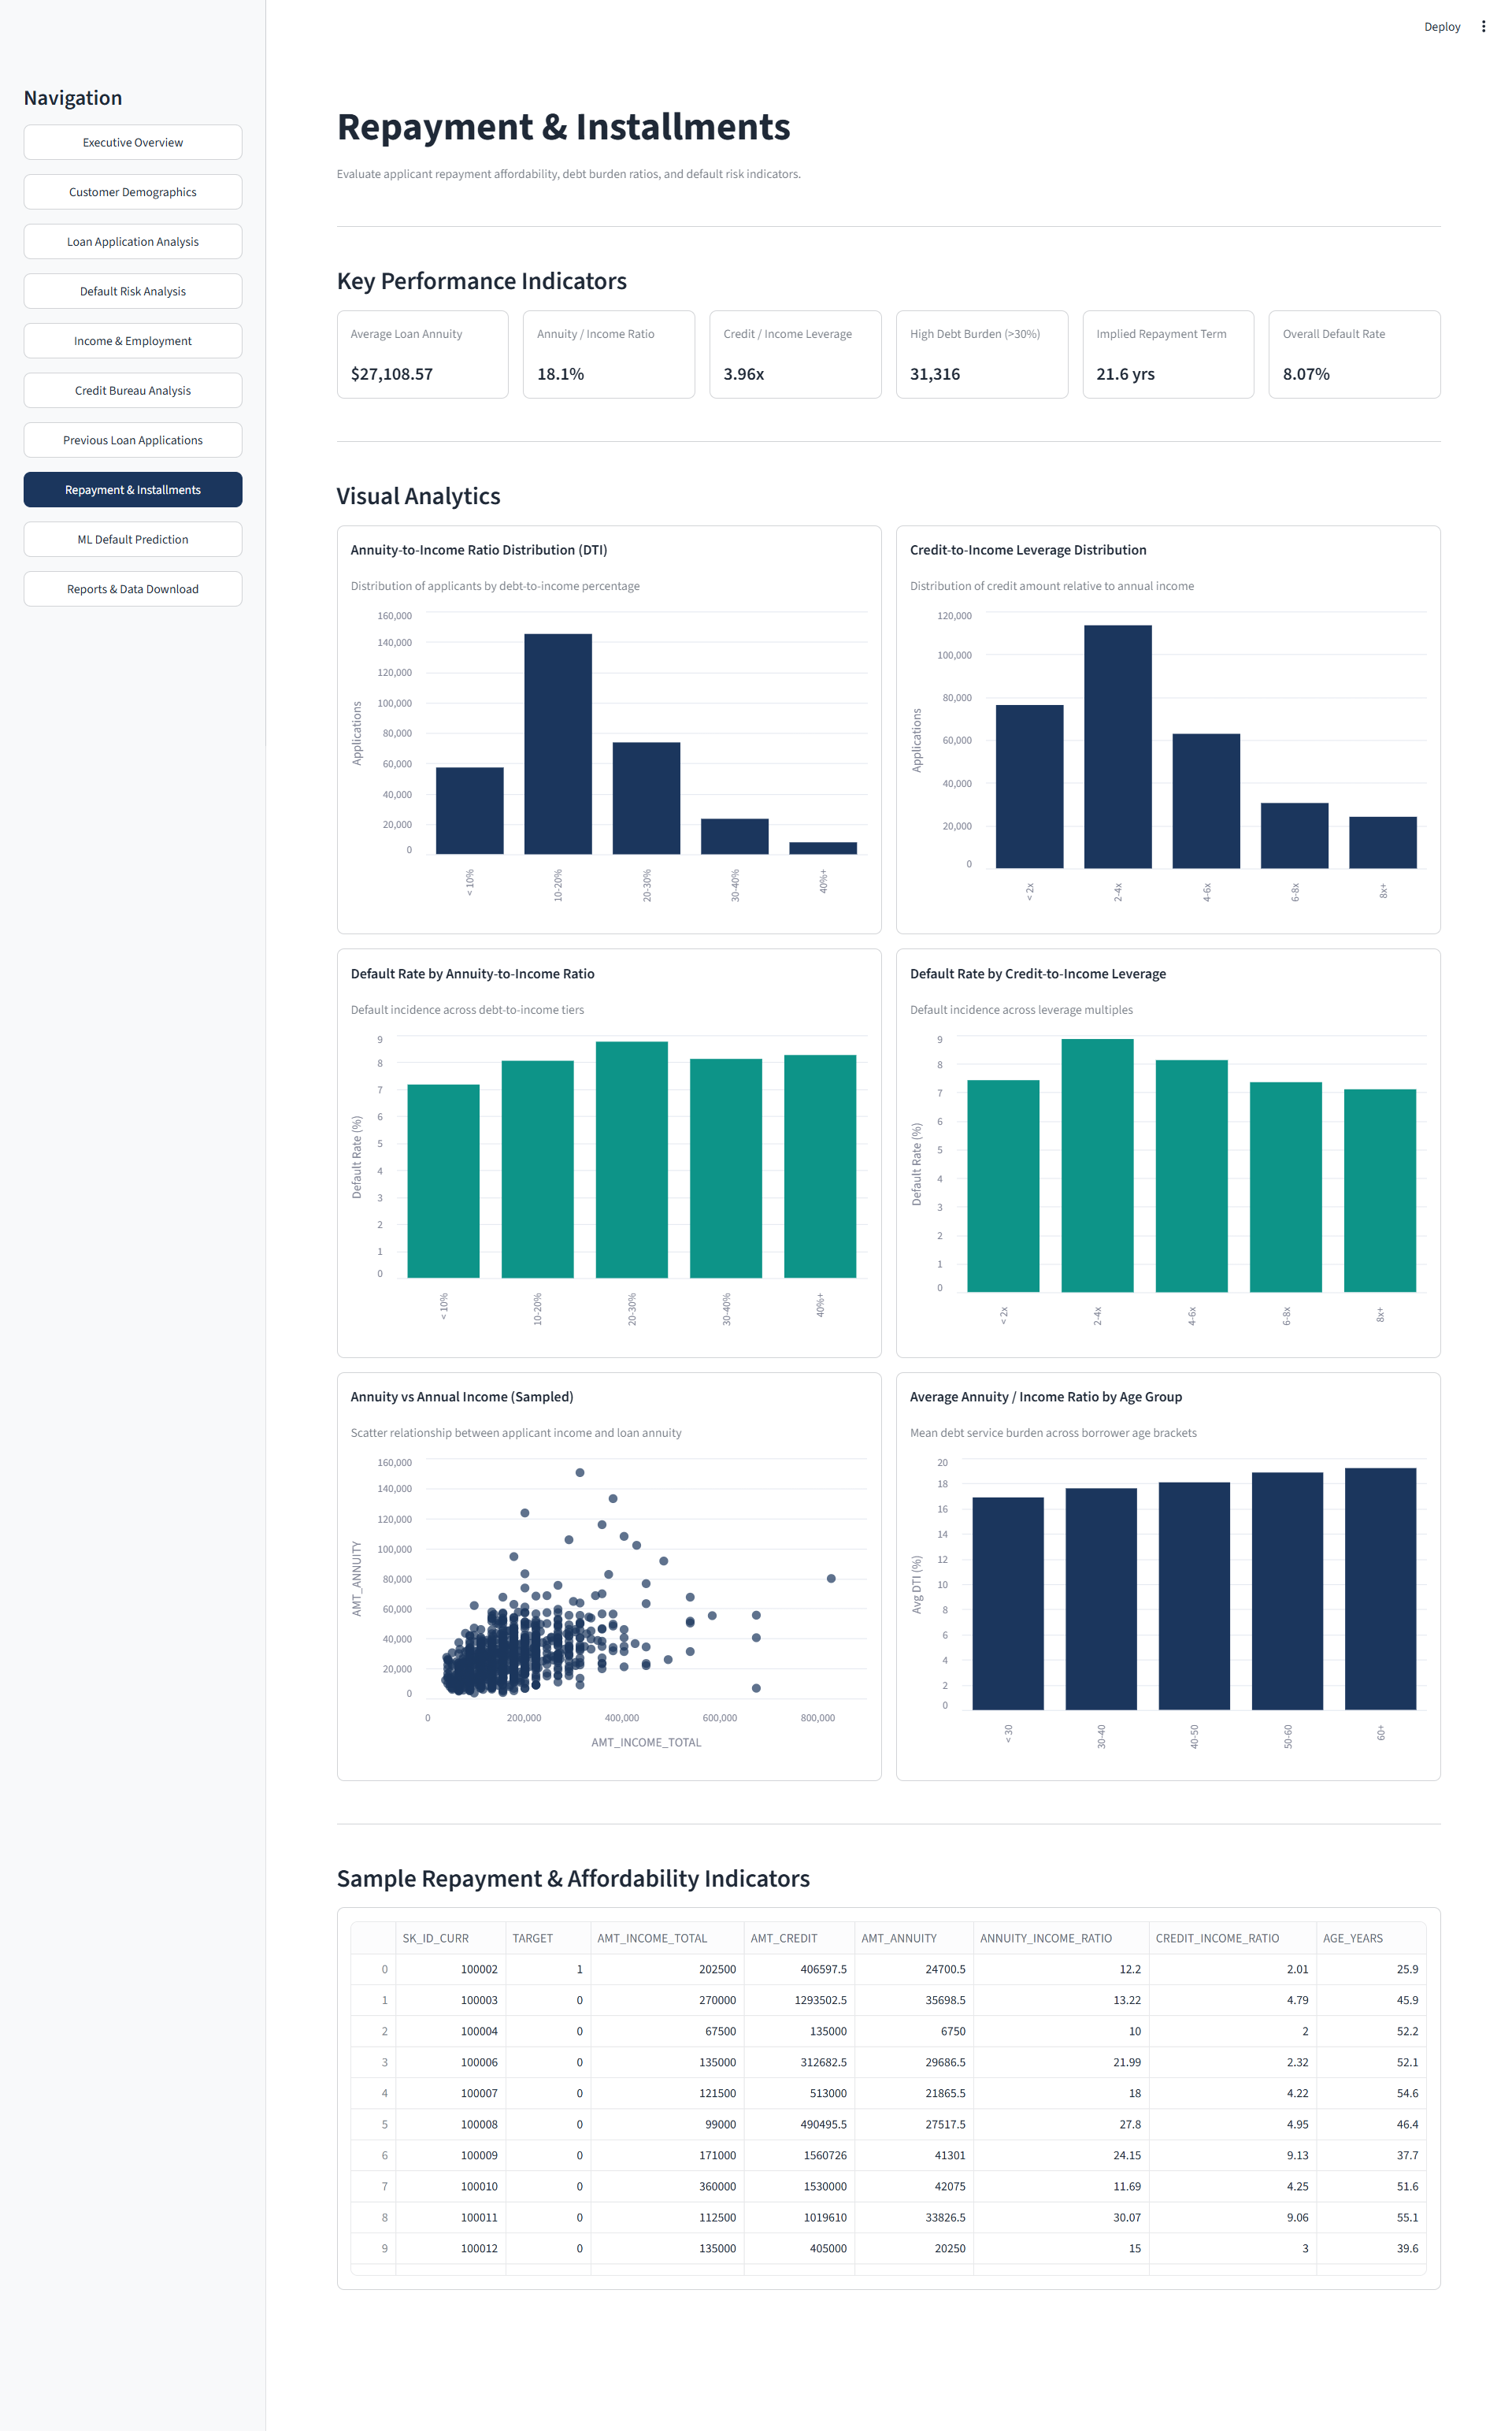 Deploy
Navigation
Executive Overview
Customer Demographics
Loan Application Analysis
Default Risk Analysis
Income & Employment
Credit Bureau Analysis
Previous Loan Applications
Repayment & Installments
ML Default Prediction
Reports & Data Download
Repayment & Installments
Evaluate applicant repayment affordability, debt burden ratios, and default risk indicators.
Key Performance Indicators
Average Loan Annuity
$27,108.57
Annuity / Income Ratio
18.1%
Credit / Income Leverage
3.96x
High Debt Burden (>30%)
31,316
Implied Repayment Term
21.6 yrs
Overall Default Rate
8.07%
Visual Analytics
Annuity-to-Income Ratio Distribution (DTI)
Distribution of applicants by debt-to-income percentage
160,000
140,000
120,000
100,000
80,000
60,000
40,000
20,000
0
Applications
< 10%
10-20%
20-30%
30-40%
40%+
Credit-to-Income Leverage Distribution
Distribution of credit amount relative to annual income
120,000
100,000
80,000
60,000
40,000
20,000
0
Applications
< 2x
2-4x
4-6x
6-8x
8x+
Default Rate by Annuity-to-Income Ratio
Default incidence across debt-to-income tiers
9
8
7
6
5
4
3
2
1
0
Default Rate (%)
< 10%
10-20%
20-30%
30-40%
40%+
Default Rate by Credit-to-Income Leverage
Default incidence across leverage multiples
9
8
7
6
5
4
3
2
1
0
Default Rate (%)
< 2x
2-4x
4-6x
6-8x
8x+
Annuity vs Annual Income (Sampled)
Scatter relationship between applicant income and loan annuity
160,000
140,000
120,000
100,000
80,000
60,000
40,000
20,000
0
AMT_ANNUITY
0 200,000 400,000 600,000 800,000
AMT_INCOME_TOTAL
Average Annuity / Income Ratio by Age Group
Mean debt service burden across borrower age brackets
20
18
16
14
12
10
8
6
4
2
0
Avg DTI (%)
< 30
30-40
40-50
50-60
60+
Sample Repayment & Affordability Indicators
SK_ID_CURR TARGET AMT_INCOME_TOTAL AMT_CREDIT AMT_ANNUITY ANNUITY_INCOME_RATIO CREDIT_INCOME_RATIO AGE_YEARS
0 100002 1 202500 406597.5 24700.5 12.2 2.01 25.9
1 100003 0 270000 1293502.5 35698.5 13.22 4.79 45.9
2 100004 0 67500 135000 6750 10 2 52.2
3 100006 0 135000 312682.5 29686.5 21.99 2.32 52.1
4 100007 0 121500 513000 21865.5 18 4.22 54.6
5 100008 0 99000 490495.5 27517.5 27.8 4.95 46.4
6 100009 0 171000 1560726 41301 24.15 9.13 37.7
7 100010 0 360000 1530000 42075 11.69 4.25 51.6
8 100011 0 112500 1019610 33826.5 30.07 9.06 55.1
9 100012 0 135000 405000 20250 15 3 39.6